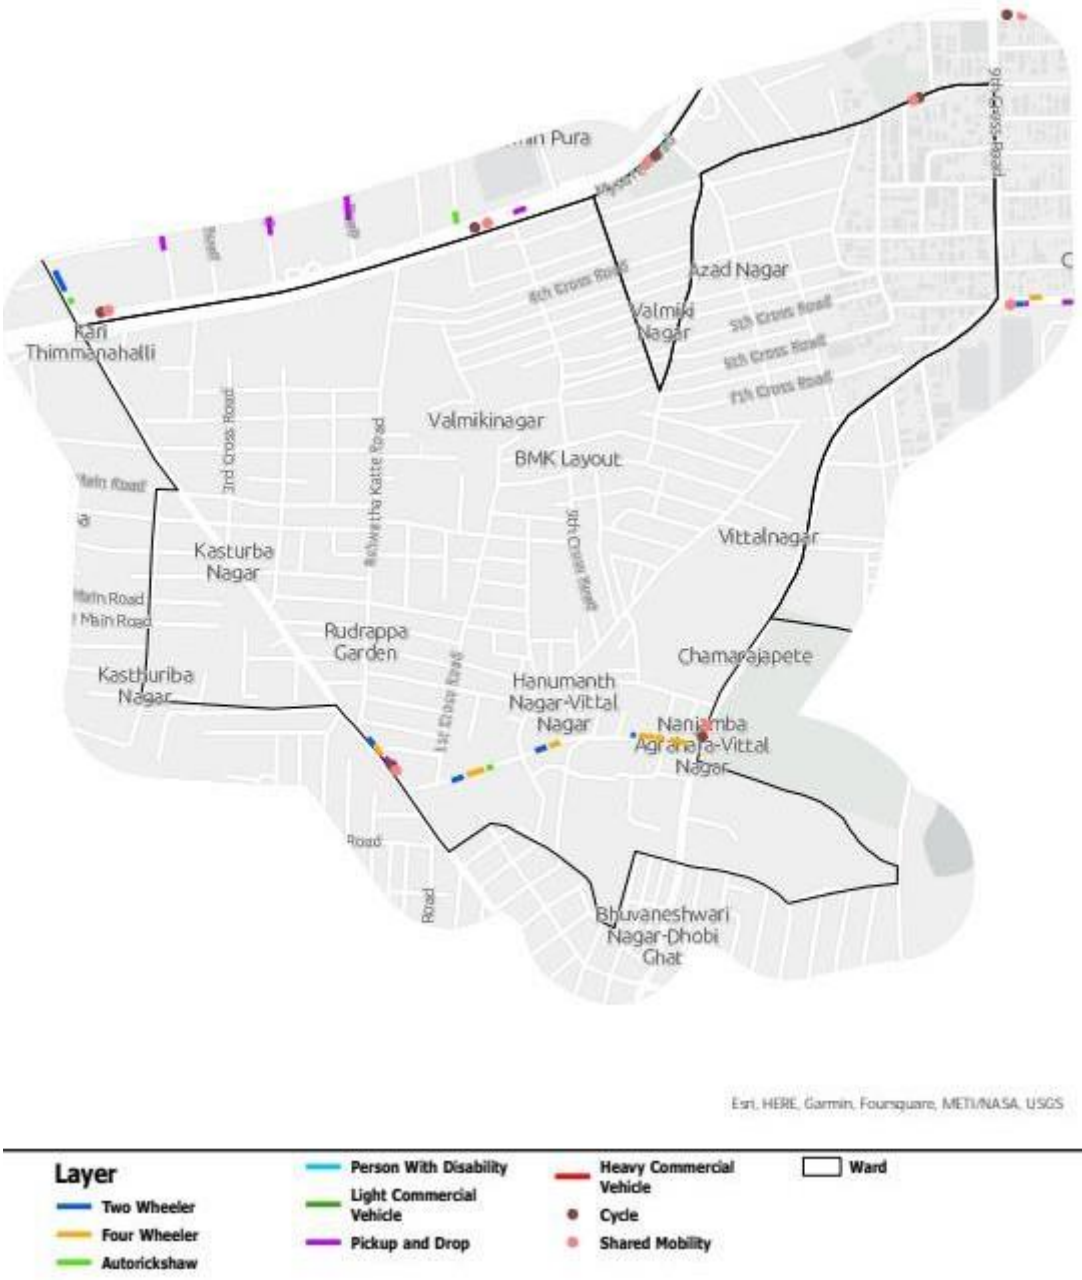 9th Cross Road
Azad Nagar
4th Cross Road
Valmiki
Nagar
5th Cross Road
6th Cross Road
7th Cross Road
Kari
Thimmanahalli
3rd Cross Road
Ashwatha Katte Road
Valmikinagar
BMK Layout
9th Cross Road
Vittalnagar
Main Road
Kasturba
Nagar
Main Road
Main Road
Rudrappa
Garden
Chamarajapete
Kasthuriba
Nagar
1st Cross Road
Hanumanth
Nagar-Vittal
Nagar
Nanjamba
Agrahara-Vittal
Nagar
Road
Road
Bhuvaneshwari
Nagar-Dhobi
Ghat
Esri, HERE, Garmin, Foursquare, METI/NASA, USGS
Layer
Two Wheeler
Four Wheeler
Autorickshaw
Person With Disability
Light Commercial
Vehicle
Pickup and Drop
Heavy Commercial
Vehicle
Cycle
Shared Mobility
Ward